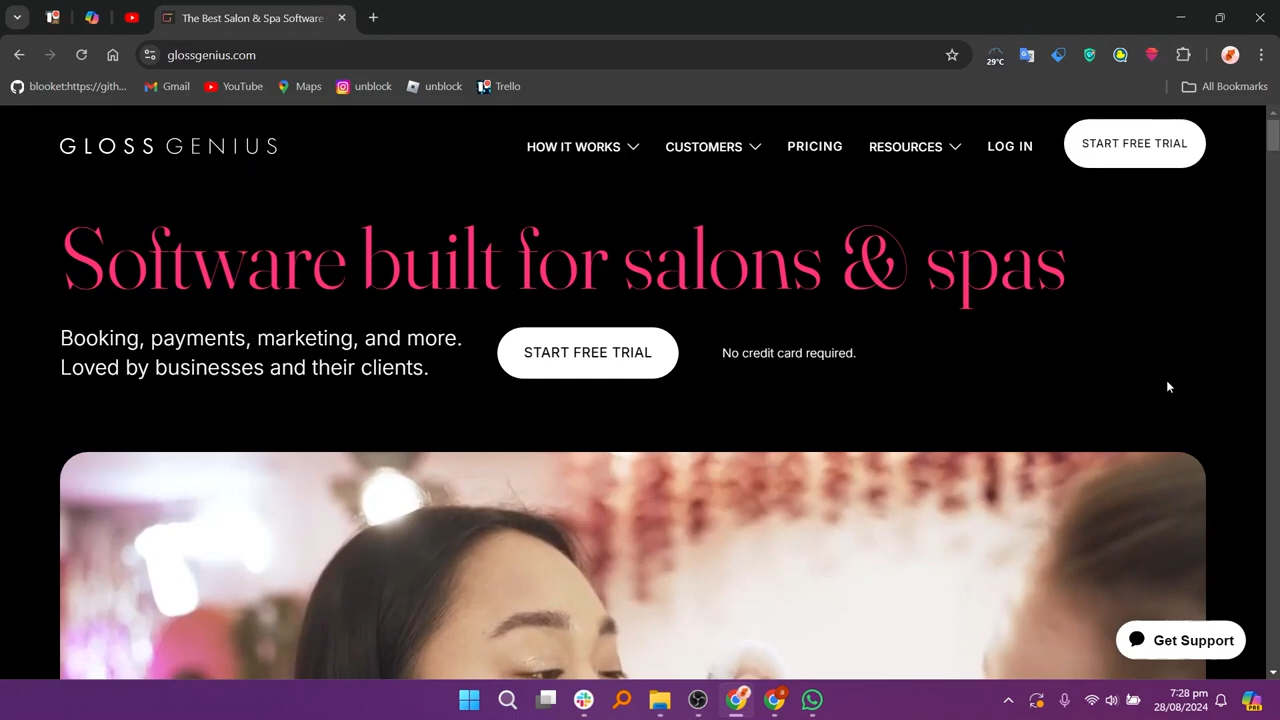 The Best Salon & Spa Software
glossgenius.com
29°C
blooket:https://gith...
Gmail
YouTube
Maps
unblock
unblock
Trello
All Bookmarks
GLOSS GENIUS
HOW IT WORKS
CUSTOMERS
PRICING
RESOURCES
LOG IN
START FREE TRIAL
Software built for salons & spas
Booking, payments, marketing, and more.
Loved by businesses and their clients.
START FREE TRIAL
No credit card required.
Get Support
7:28 pm
28/08/2024
PRE